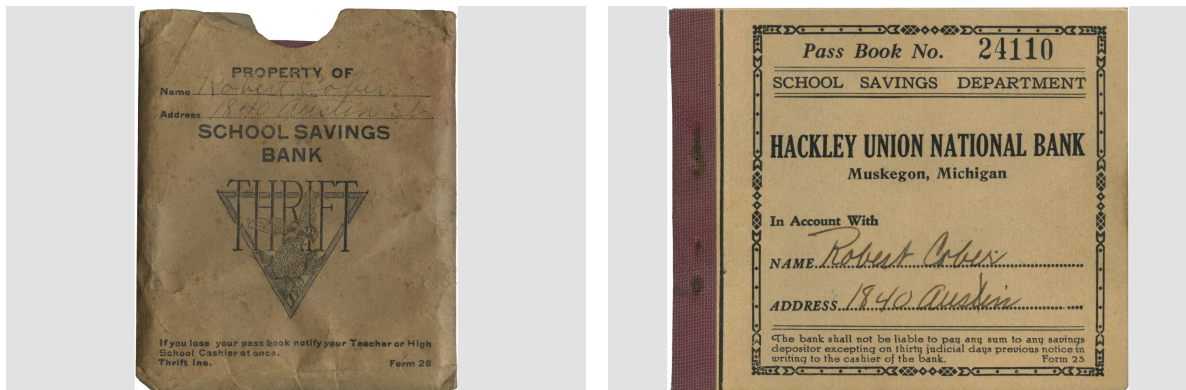 PROPERTY OF
Name Robert Cober
Address 1840 Austin St.
SCHOOL SAVINGS
BANK
THRIFT
If you lose your pass book notify your Teacher or High
School Cashier at once.
Thrift Inc. Form 26
Pass Book No. 24110
SCHOOL SAVINGS DEPARTMENT
HACKLEY UNION NATIONAL BANK
Muskegon, Michigan
In Account With
NAME Robert Cober
ADDRESS 1840 Austin
The bank shall not be liable to pay any sum to any savings
depositor excepting on thirty judicial days previous notice in
writing to the cashier of the bank. Form 25